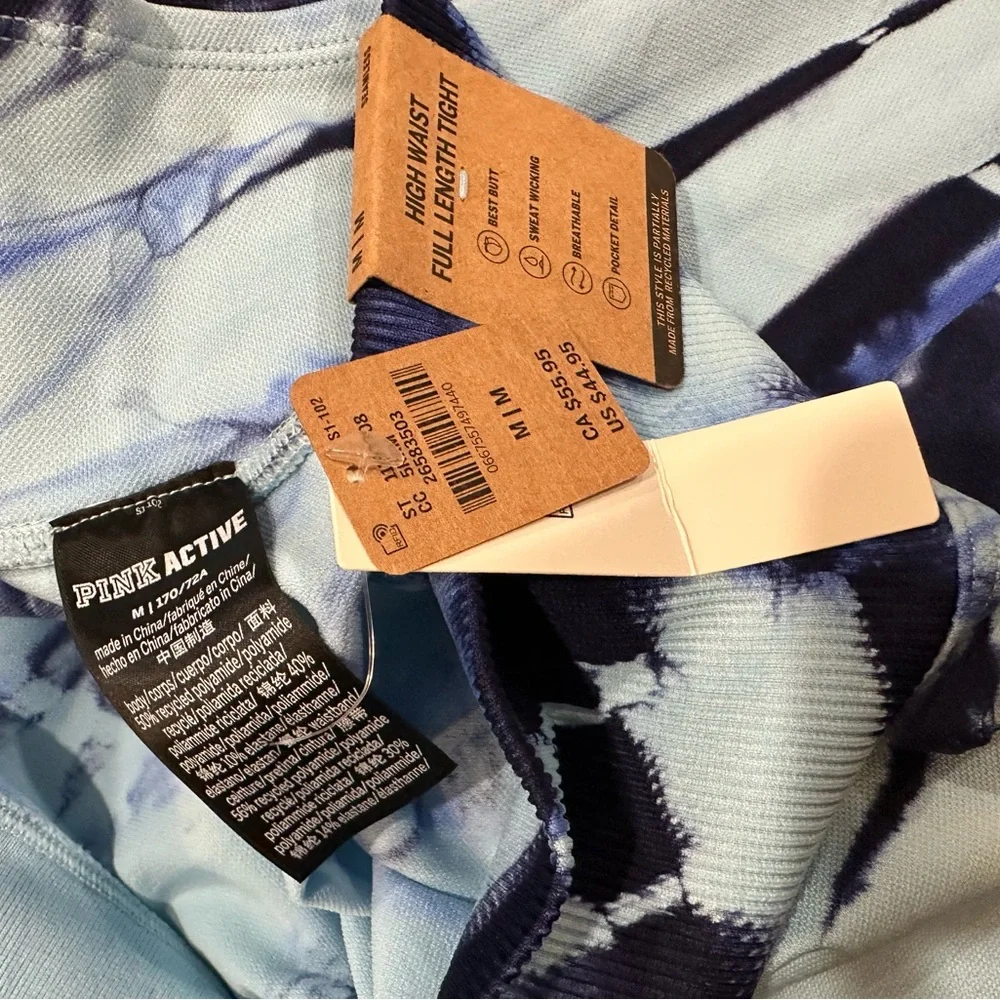 SEAMLESS
M | M
HIGH WAIST
FULL LENGTH TIGHT
BEST BUTT
SWEAT WICKING
BREATHABLE
POCKET DETAIL
THIS STYLE IS PARTIALLY
MADE FROM RECYCLED MATERIALS
S1-102
ST
CC 26583503
0667557497440
M | M
CA $55.95
US $44.95
RFID
PINK ACTIVE
M | 170/72A
made in China/fabriqué en Chine/
hecho en China/fabbricato in Cina/
中国制造
body/corps/cuerpo/corpo/ 面料
50% recycled polyamide/polyamide
recyclé/poliamida reciclada/
poliammide riciclata/ 锦纶 40%
polyamide/poliamida/poliammide/
锦纶 10% elastane/élasthanne/
elastano/elastan/ waistband/
ceinture/pretina/cintura/
56% recycled polyamide/polyamide
recyclé/poliamida reciclada/
poliammide riciclata/ 锦纶 30%
polyamide/poliamida/poliammide/
锦纶 14% elastane/élasthanne/